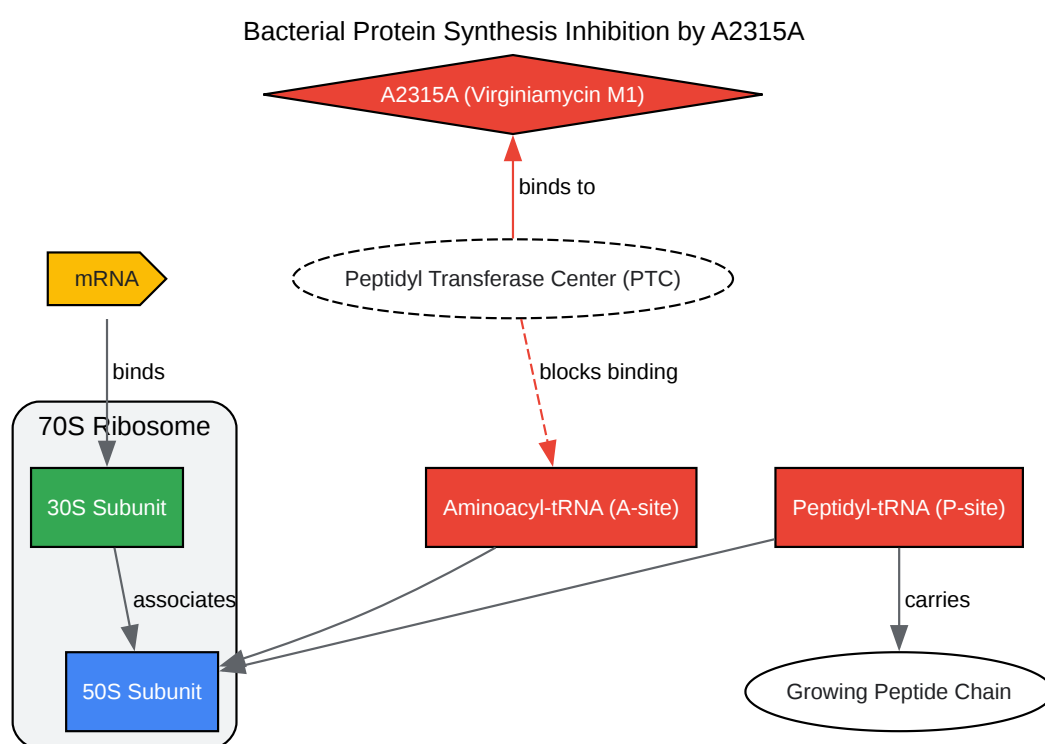 Bacterial Protein Synthesis Inhibition by A2315A
A2315A (Virginiamycin M1)
binds to
mRNA
Peptidyl Transferase Center (PTC)
binds
blocks binding
70S Ribosome
30S Subunit
Aminoacyl-tRNA (A-site)
Peptidyl-tRNA (P-site)
associates
carries
50S Subunit
Growing Peptide Chain